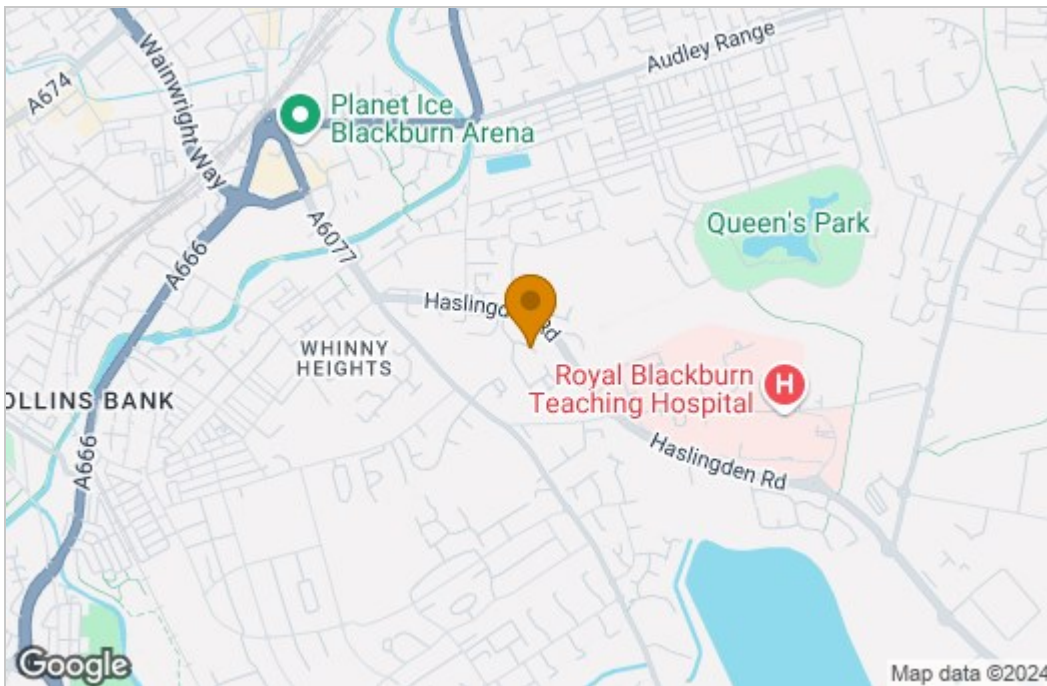 Audley Range
A674
Wainwright Way
Planet Ice
Blackburn Arena
Queen's Park
A6077
A666
Haslingden Rd
WHINNY
HEIGHTS
Royal Blackburn
Teaching Hospital
H
OLLINS BANK
A666
Haslingden Rd
Google
Map data ©2024